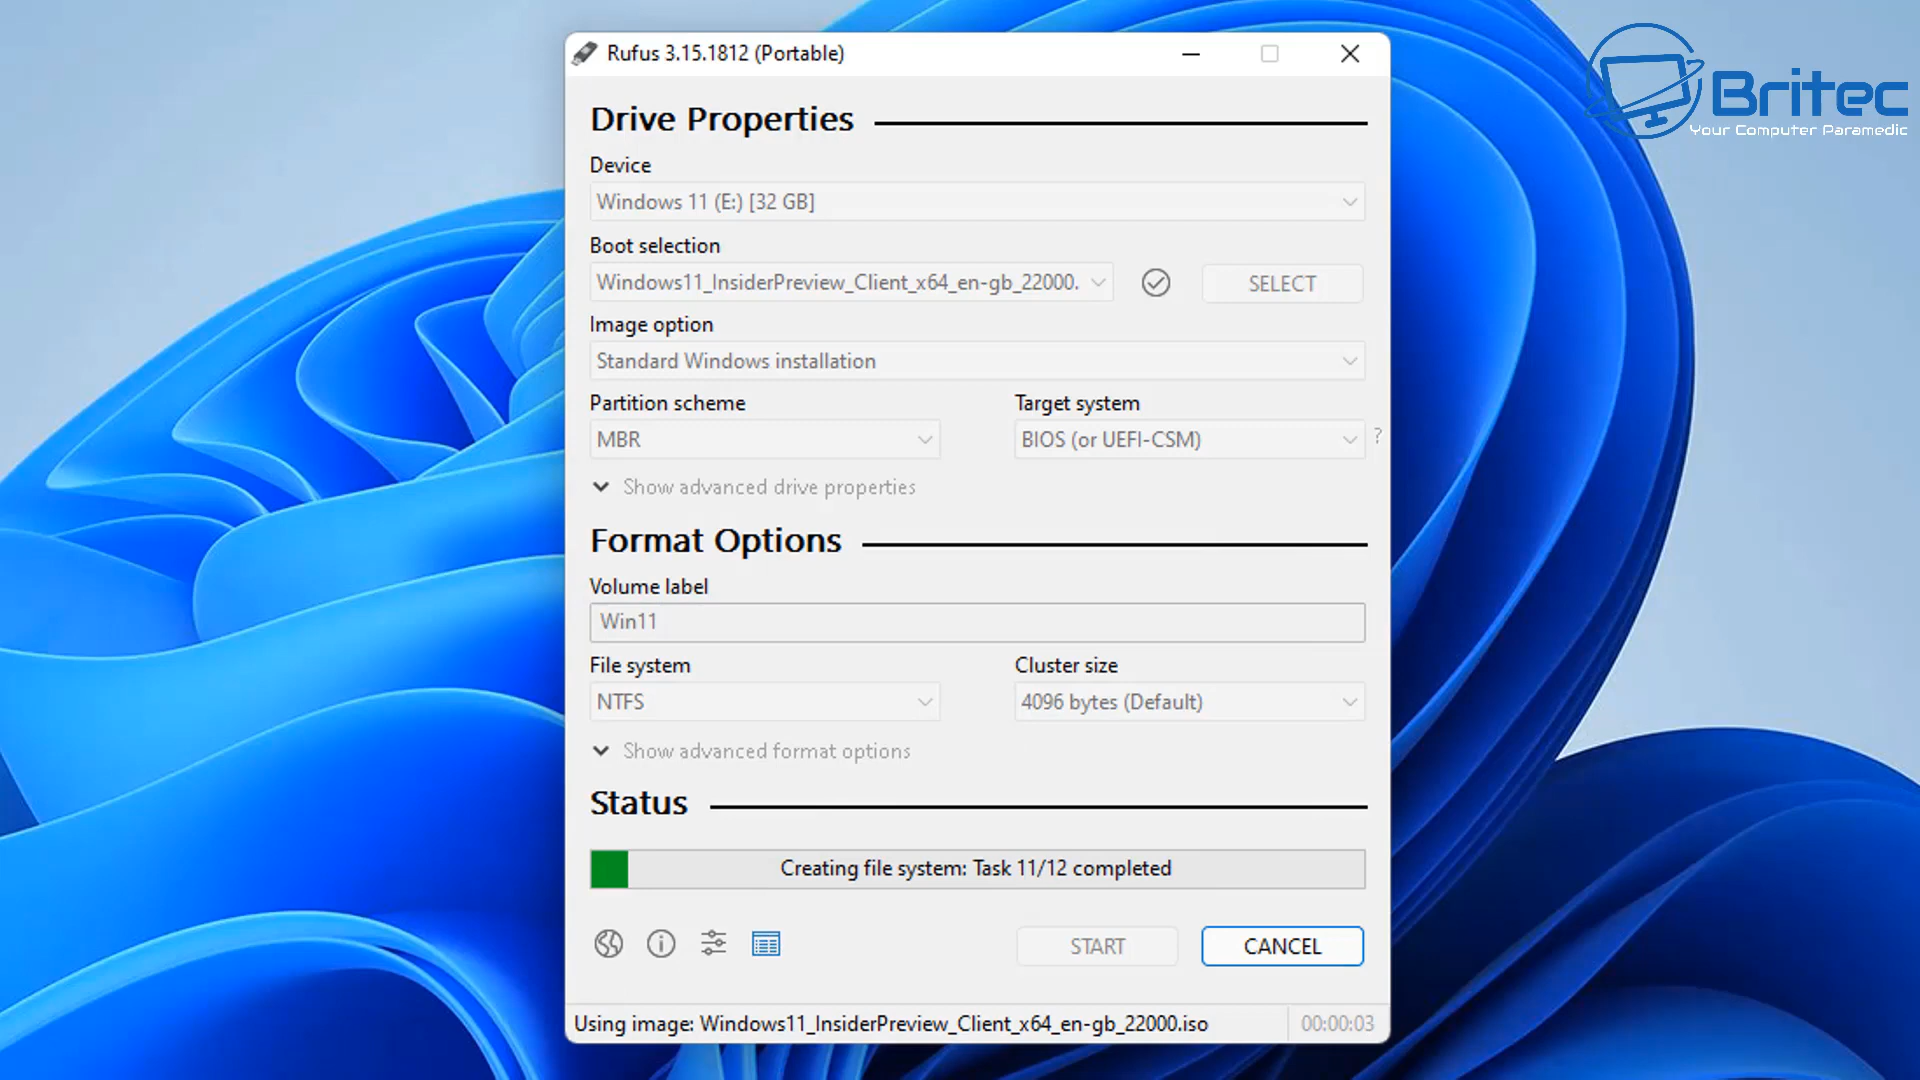 Rufus 3.15.1812 (Portable)
Britec
Your Computer Paramedic
Drive Properties
Device
Windows 11 (E:) [32 GB]
Boot selection
Windows11_InsiderPreview_Client_x64_en-gb_22000.
SELECT
Image option
Standard Windows installation
Partition scheme
Target system
MBR
BIOS (or UEFI-CSM)
?
Show advanced drive properties
Format Options
Volume label
Win11
File system
Cluster size
NTFS
4096 bytes (Default)
Show advanced format options
Status
Creating file system: Task 11/12 completed
START
CANCEL
Using image: Windows11_InsiderPreview_Client_x64_en-gb_22000.iso
00:00:03